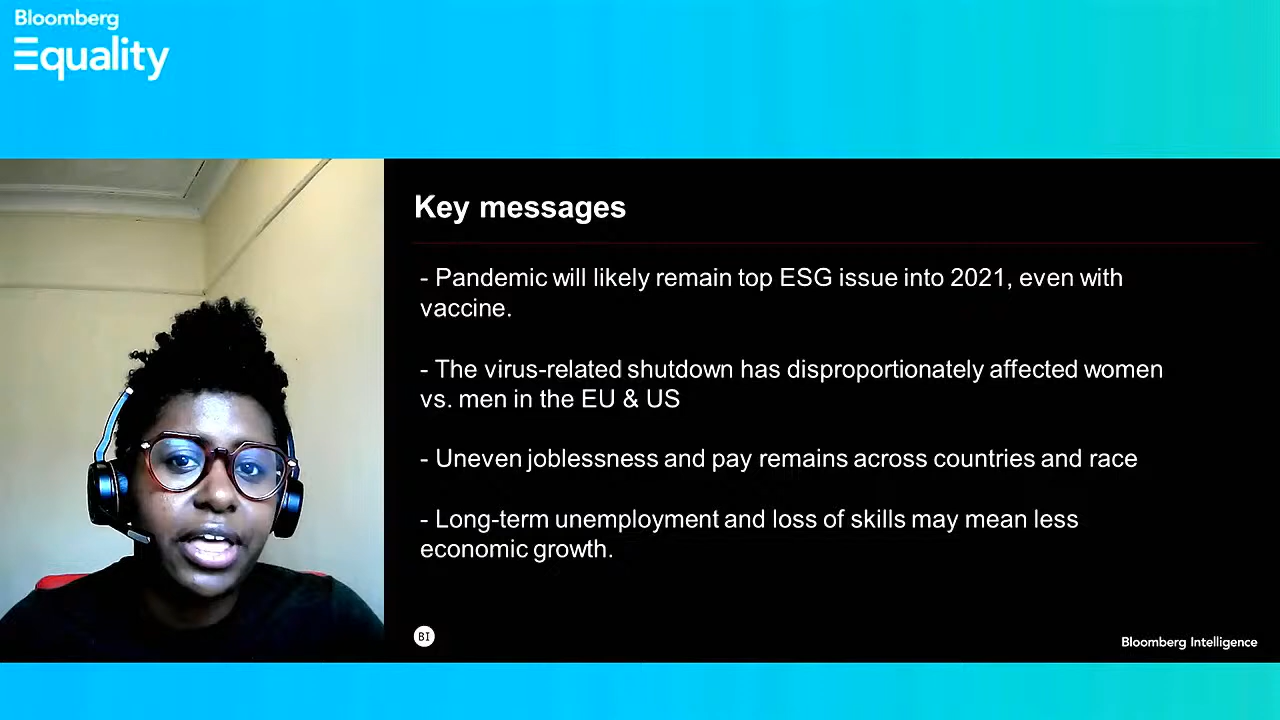 Bloomberg
Equality
Key messages
- Pandemic will likely remain top ESG issue into 2021, even with
vaccine.
- The virus-related shutdown has disproportionately affected women
vs. men in the EU & US
- Uneven joblessness and pay remains across countries and race
- Long-term unemployment and loss of skills may mean less
economic growth.
BI
Bloomberg Intelligence